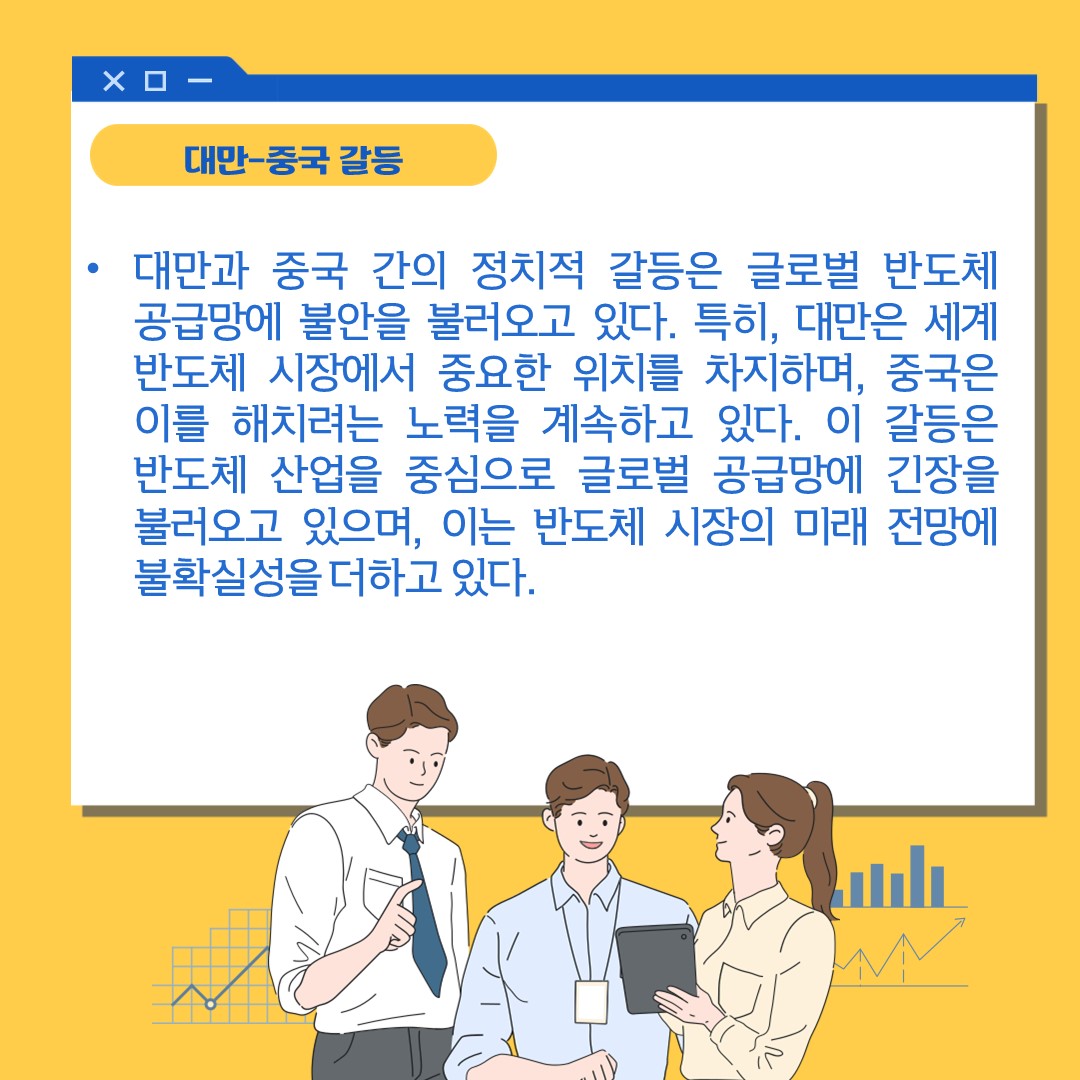 대만-중국 갈등
• 대만과 중국 간의 정치적 갈등은 글로벌 반도체
공급망에 불안을 불러오고 있다. 특히, 대만은 세계
반도체 시장에서 중요한 위치를 차지하며, 중국은
이를 해치려는 노력을 계속하고 있다. 이 갈등은
반도체 산업을 중심으로 글로벌 공급망에 긴장을
불러오고 있으며, 이는 반도체 시장의 미래 전망에
불확실성을 더하고 있다.